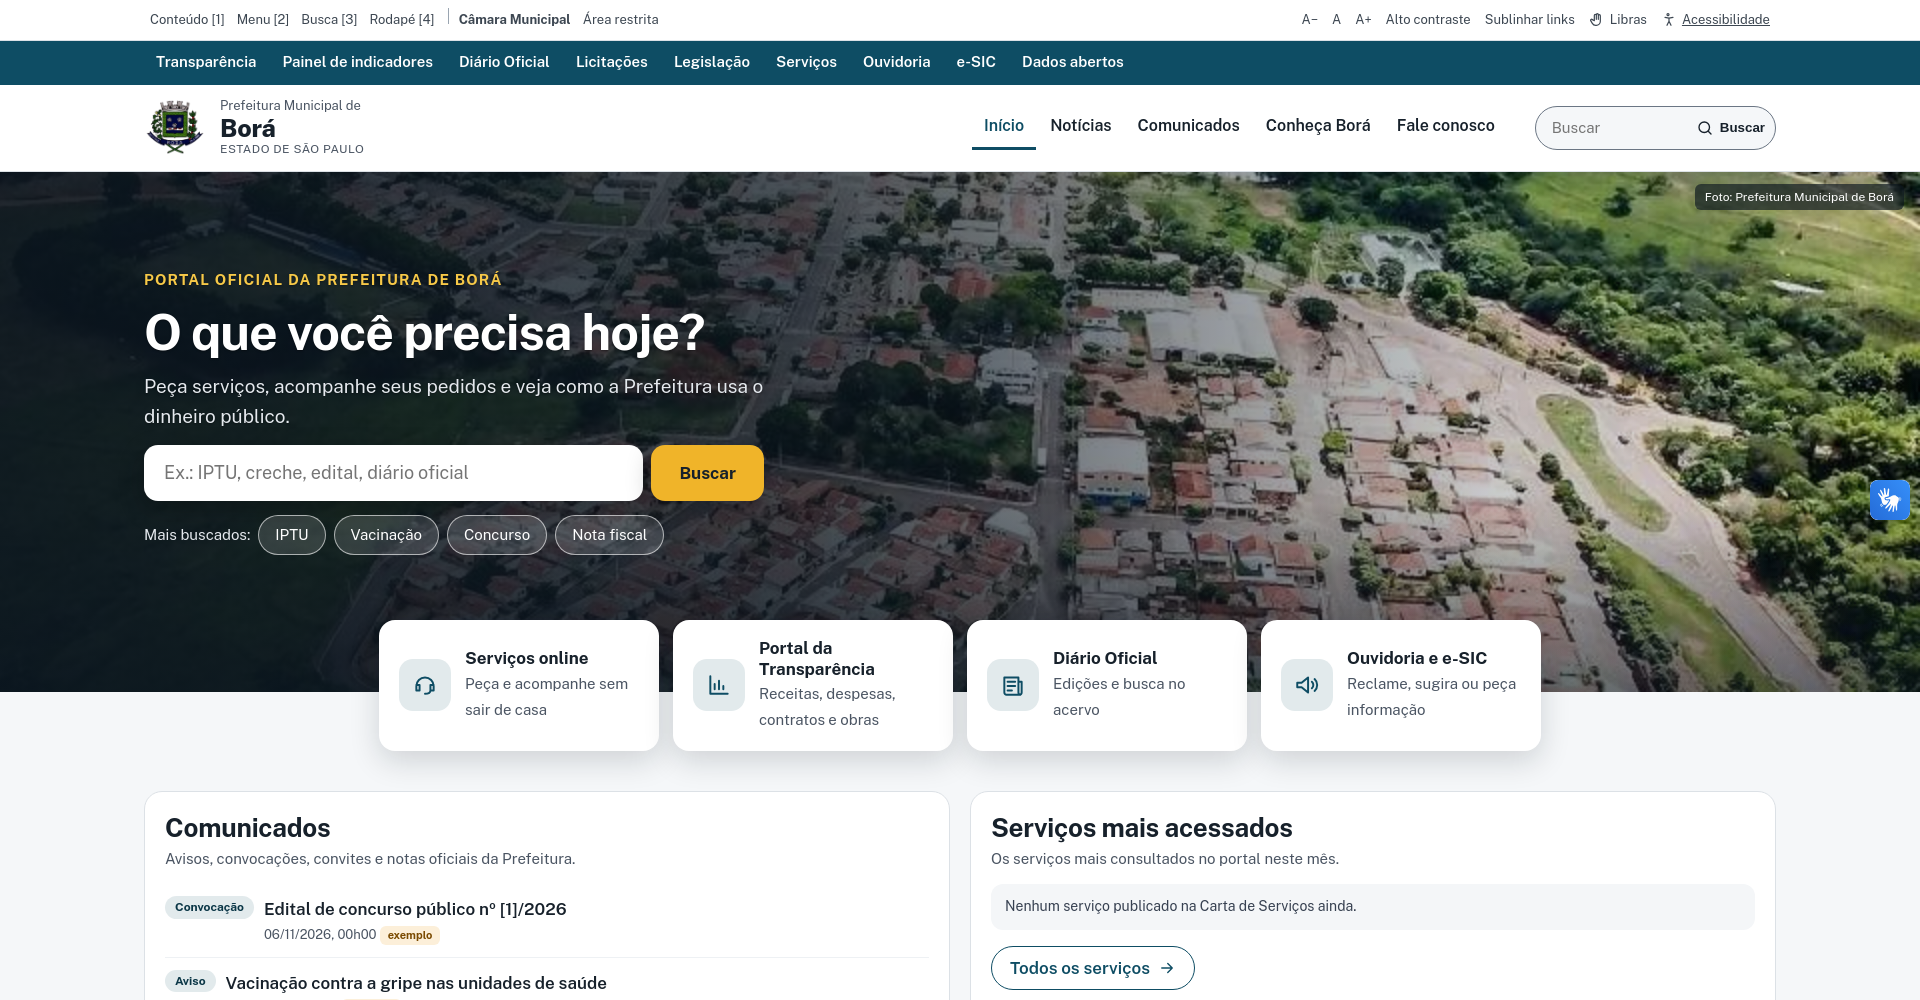 Conteúdo [1] Menu [2] Busca [3] Rodapé [4] Câmara Municipal Área restrita
A− A A+ Alto contraste Sublinhar links Libras Acessibilidade
Transparência Painel de indicadores Diário Oficial Licitações Legislação Serviços Ouvidoria e-SIC Dados abertos
Prefeitura Municipal de
Borá
ESTADO DE SÃO PAULO
Início Notícias Comunicados Conheça Borá Fale conosco
Buscar Buscar
Foto: Prefeitura Municipal de Borá
PORTAL OFICIAL DA PREFEITURA DE BORÁ
O que você precisa hoje?
Peça serviços, acompanhe seus pedidos e veja como a Prefeitura usa o
dinheiro público.
Ex.: IPTU, creche, edital, diário oficial Buscar
Mais buscados: IPTU Vacinação Concurso Nota fiscal
Serviços online
Peça e acompanhe sem
sair de casa
Portal da
Transparência
Receitas, despesas,
contratos e obras
Diário Oficial
Edições e busca no
acervo
Ouvidoria e e-SIC
Reclame, sugira ou peça
informação
Comunicados
Avisos, convocações, convites e notas oficiais da Prefeitura.
Convocação Edital de concurso público nº [1]/2026
06/11/2026, 00h00 exemplo
Aviso Vacinação contra a gripe nas unidades de saúde
Serviços mais acessados
Os serviços mais consultados no portal neste mês.
Nenhum serviço publicado na Carta de Serviços ainda.
Todos os serviços →